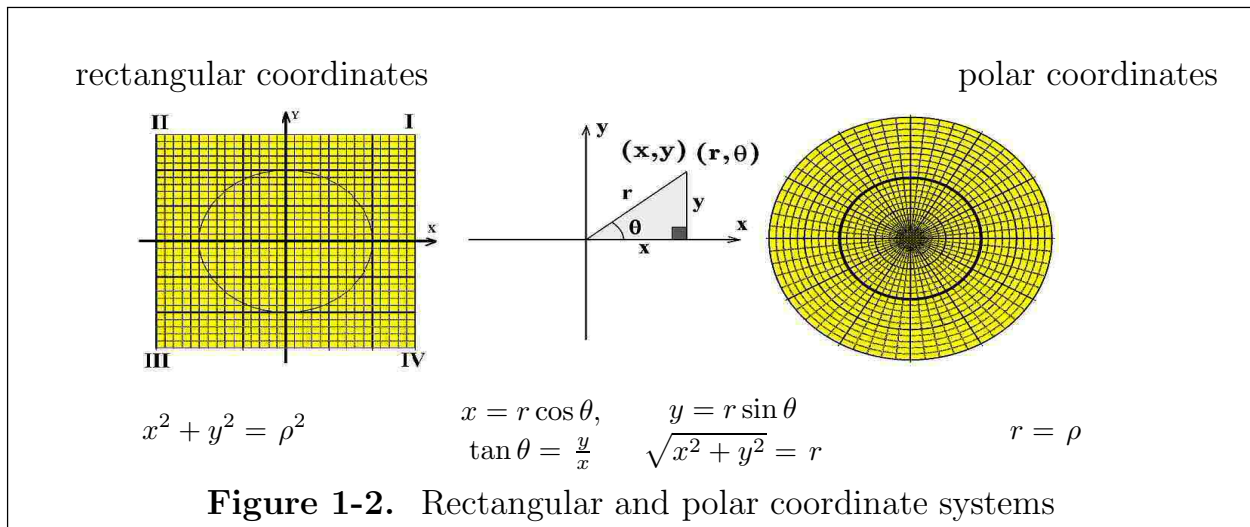 rectangular coordinates
polar coordinates
II
I
Y
X
III
IV
y
(x,y) (r,θ)
r
y
θ
x
x
x² + y² = ρ²
x = r cos θ, y = r sin θ
tan θ = y/x √(x² + y²) = r
r = ρ
Figure 1-2. Rectangular and polar coordinate systems